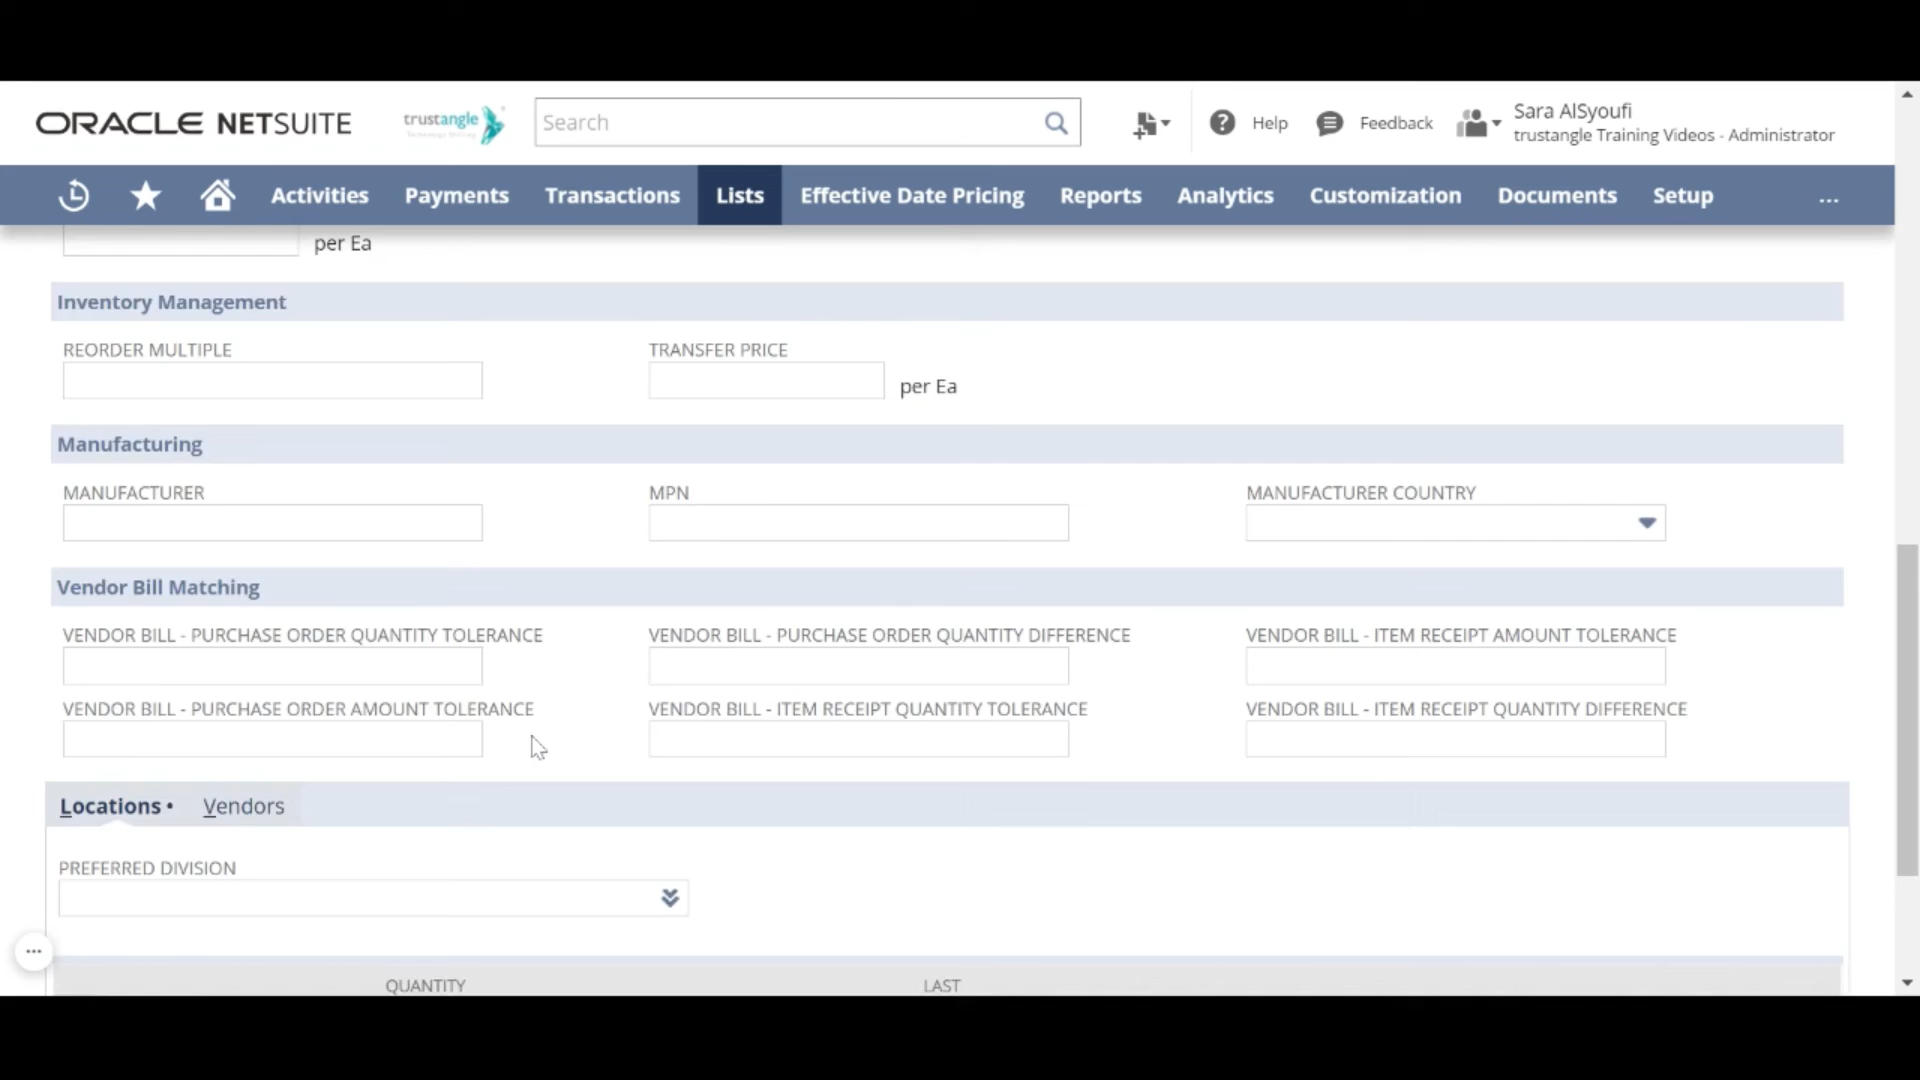 ORACLE NETSUITE
trustangle
Search
Help
Feedback
Sara AlSyoufi
trustangle Training Videos - Administrator
Activities
Payments
Transactions
Lists
Effective Date Pricing
Reports
Analytics
Customization
Documents
Setup
...
per Ea
Inventory Management
REORDER MULTIPLE
TRANSFER PRICE
per Ea
Manufacturing
MANUFACTURER
MPN
MANUFACTURER COUNTRY
Vendor Bill Matching
VENDOR BILL - PURCHASE ORDER QUANTITY TOLERANCE
VENDOR BILL - PURCHASE ORDER QUANTITY DIFFERENCE
VENDOR BILL - ITEM RECEIPT AMOUNT TOLERANCE
VENDOR BILL - PURCHASE ORDER AMOUNT TOLERANCE
VENDOR BILL - ITEM RECEIPT QUANTITY TOLERANCE
VENDOR BILL - ITEM RECEIPT QUANTITY DIFFERENCE
Locations •
Vendors
PREFERRED DIVISION
...
QUANTITY
LAST